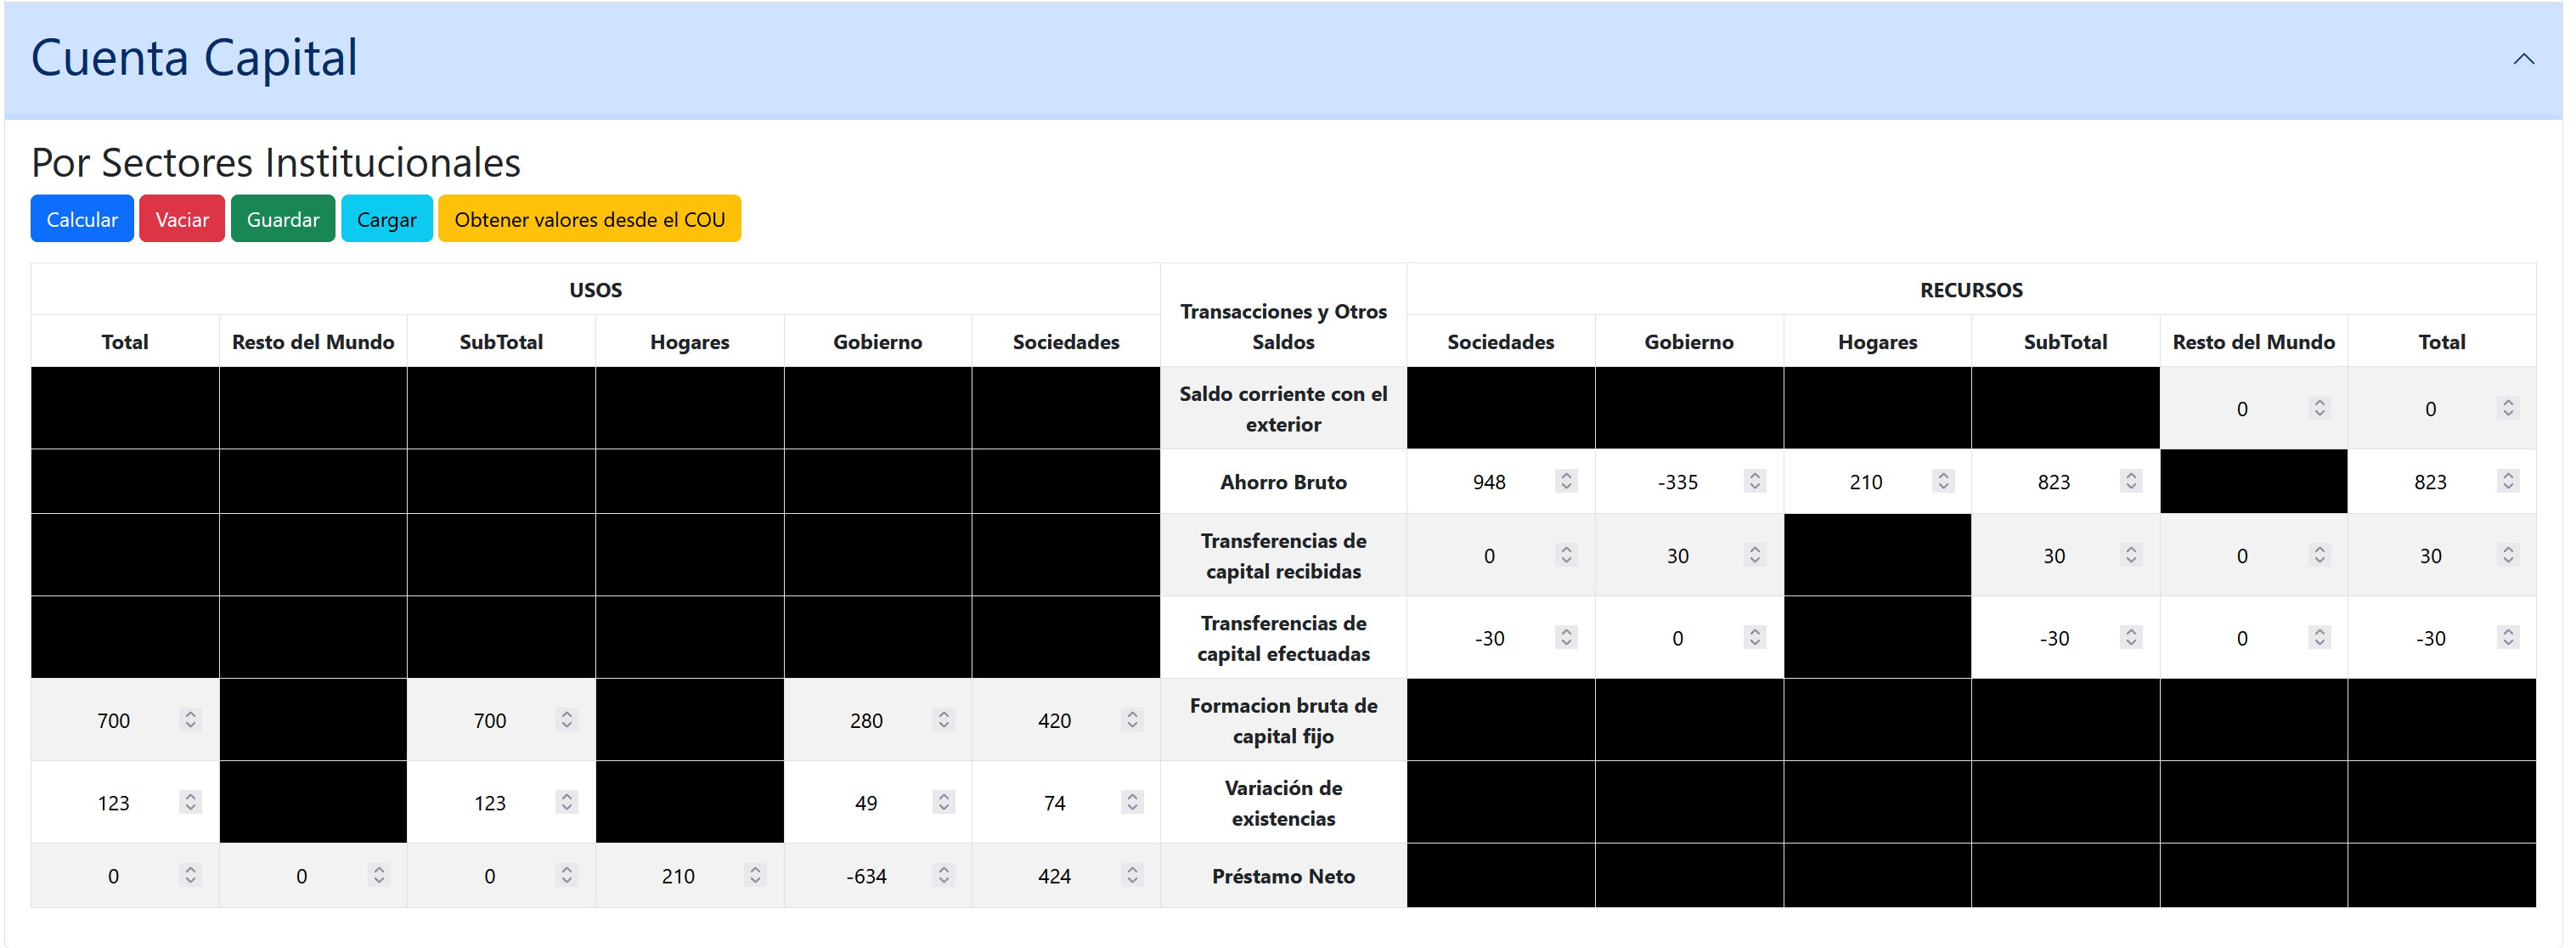 Cuenta Capital
Por Sectores Institucionales
Calcular Vaciar Guardar Cargar Obtener valores desde el COU
USOS Transacciones y Otros Saldos RECURSOS
Total Resto del Mundo SubTotal Hogares Gobierno Sociedades Sociedades Gobierno Hogares SubTotal Resto del Mundo Total
Saldo corriente con el
exterior
0 0
Ahorro Bruto 948 -335 210 823 823
Transferencias de
capital recibidas
0 30 30 0 30
Transferencias de
capital efectuadas
-30 0 -30 0 -30
700 700 280 420
Formacion bruta de
capital fijo
123 123 49 74
Variación de
existencias
0 0 0 210 -634 424 Préstamo Neto